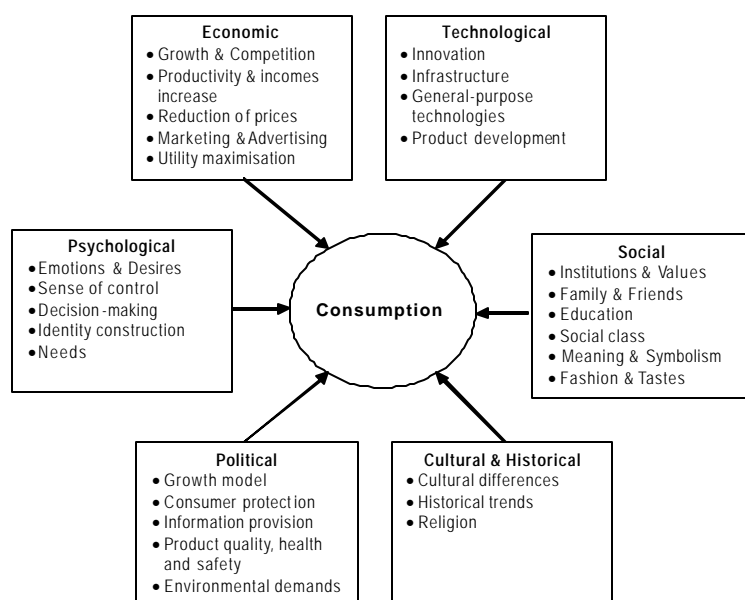 Economic
• Growth & Competition
• Productivity & incomes
increase
• Reduction of prices
• Marketing & Advertising
• Utility maximisation
Technological
• Innovation
• Infrastructure
• General-purpose
technologies
• Product development
Psychological
• Emotions & Desires
• Sense of control
• Decision-making
• Identity construction
• Needs
Consumption
Social
• Institutions & Values
• Family & Friends
• Education
• Social class
• Meaning & Symbolism
• Fashion & Tastes
Political
• Growth model
• Consumer protection
• Information provision
• Product quality, health
and safety
• Environmental demands
Cultural & Historical
• Cultural differences
• Historical trends
• Religion